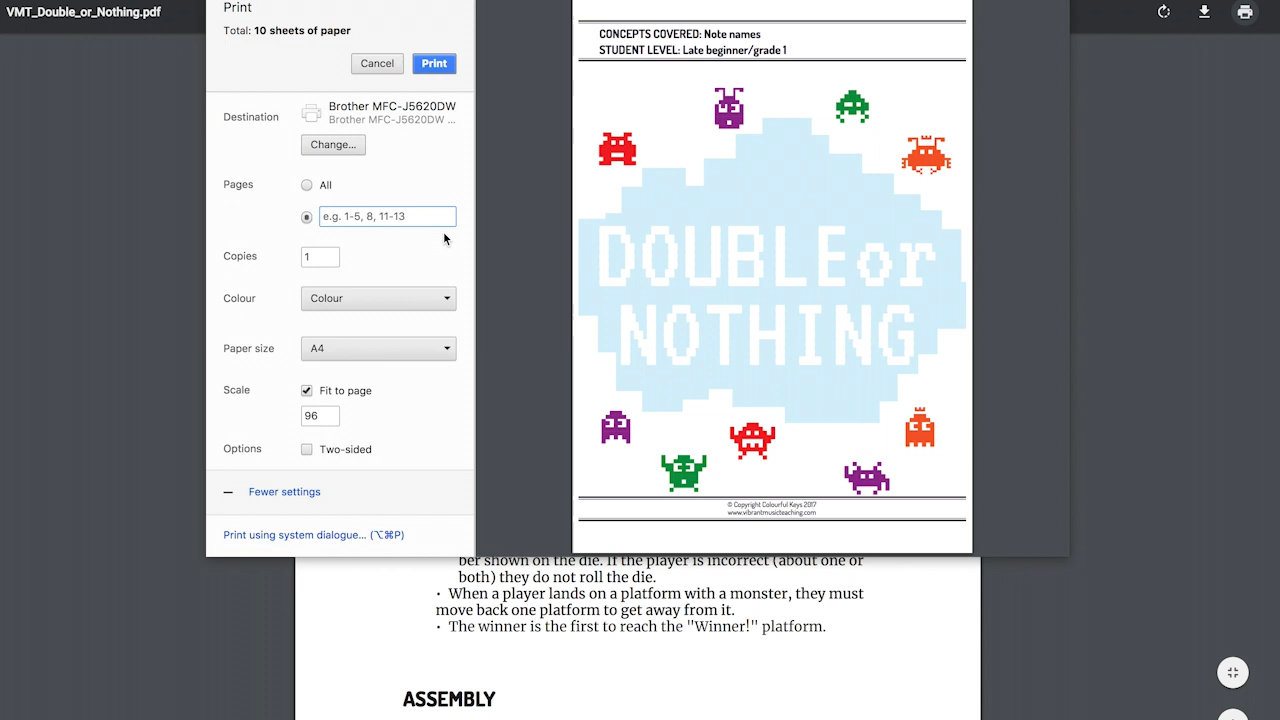 VMT_Double_or_Nothing.pdf
Print
Total: 10 sheets of paper
Cancel
Print
Destination
Brother MFC-J5620DW
Brother MFC-J5620DW ...
Change...
Pages
All
e.g. 1-5, 8, 11-13
Copies
1
Colour
Colour
Paper size
A4
Scale
Fit to page
96
Options
Two-sided
Fewer settings
Print using system dialogue... (⌥⌘P)
CONCEPTS COVERED: Note names
STUDENT LEVEL: Late beginner/grade 1
DOUBLE or
NOTHING
© Copyright Colourful Keys 2017
www.vibrantmusicteaching.com
ber shown on the die. If the player is incorrect (about one or
both) they do not roll the die.
· When a player lands on a platform with a monster, they must
move back one platform to get away from it.
· The winner is the first to reach the "Winner!" platform.
ASSEMBLY